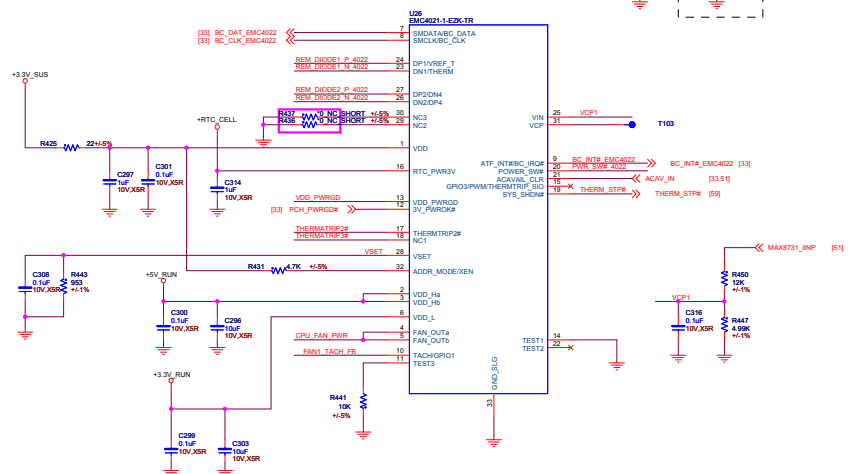 U26
EMC4021-1-EZK-TR
[33] BC_DAT_EMC4022
[33] BC_CLK_EMC4022
7
8
SMDATA/BC_DATA
SMCLK/BC_CLK
REM_DIODE1_P_4022
REM_DIODE1_N_4022
24
23
DP1/VREF_T
DN1/THERM
+3.3V_SUS
REM_DIODE2_P_4022
REM_DIODE2_N_4022
27
26
DP2/DN4
DN2/DP4
R437 *0_NC_SHORT +/-5%
R436 *0_NC_SHORT +/-5%
30
29
NC3
NC2
+RTC_CELL
VIN
VCP
25
31
VCP1
T103
R425 22+/-5%
1
VDD
C297
1uF
10V,X5R
C301
0.1uF
10V,X5R
16
RTC_PWR3V
C314
1uF
10V,X5R
ATF_INT#/BC_IRQ#
POWER_SW#
ACAVAIL_CLR
GPIO3/PWM/THERMTRIP_SIO
SYS_SHDN#
9
20
21
15
19
BC_INT#_EMC4022
PWR_SW#_4022
BC_INT#_EMC4022 [33]
ACAV_IN [33,51]
THERM_STP#
THERM_STP# [59]
VDD_PWRGD
[33] PCH_PWRGD#
13
12
VDD_PWRGD
3V_PWROK#
THERMATRIP2#
THERMATRIP3#
17
18
THERMTRIP2#
NC1
VSET
28
VSET
MAX8731_IINP [51]
C308
0.1uF
10V,X5R
R443
953
+/-1%
R431 4.7K +/-5%
32
ADDR_MODE/XEN
+5V_RUN
R450
12K
+/-1%
2
3
VDD_Ha
VDD_Hb
VCP1
C300
0.1uF
10V,X5R
C296
10uF
10V,X5R
6
VDD_L
C316
0.1uF
10V,X5R
R447
4.99K
+/-1%
CPU_FAN_PWR
4
5
FAN_OUTa
FAN_OUTb
FAN1_TACH_FB
10
11
TACH/GPIO1
TEST3
TEST1
TEST2
14
22
+3.3V_RUN
GND_SLG
33
R441
10K
+/-5%
C299
0.1uF
10V,X5R
C303
10uF
10V,X5R